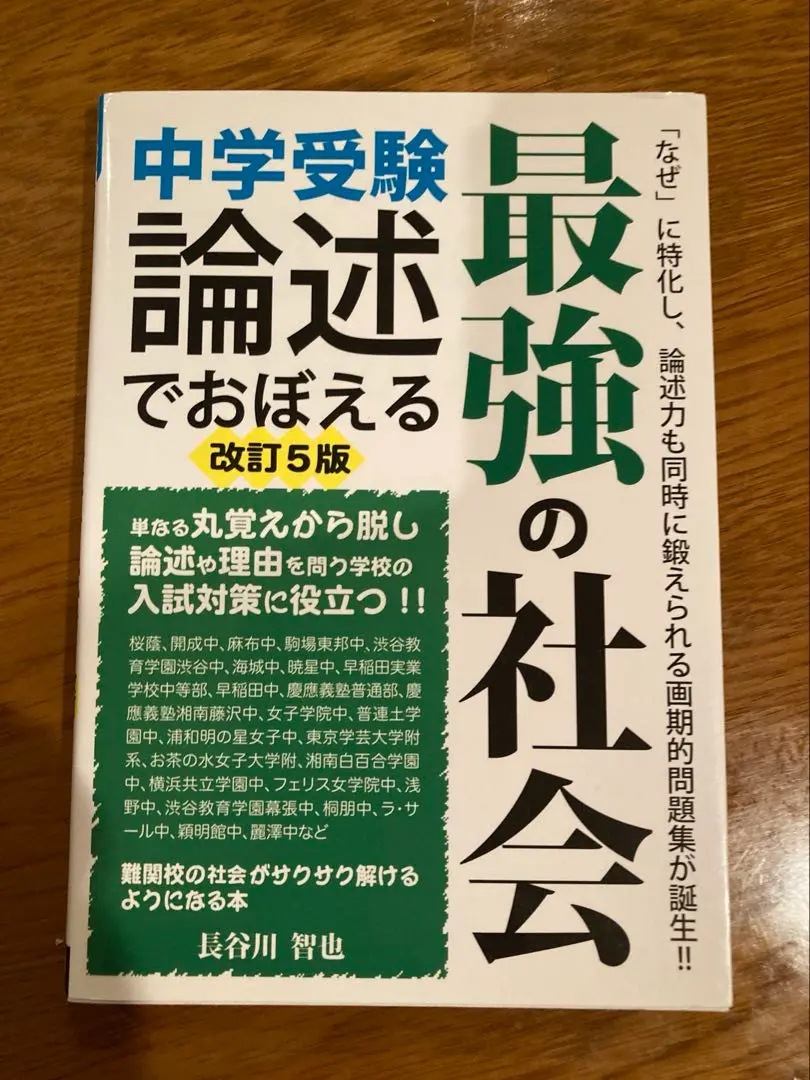 「なぜ」に特化し、論述力も同時に鍛えられる画期的問題集が誕生!!
最強の社会
中学受験
論述
でおぼえる
改訂5版
単なる丸覚えから脱し
論述や理由を問う学校の
入試対策に役立つ!!
桜蔭、開成中、麻布中、駒場東邦中、渋谷教
育学園渋谷中、海城中、暁星中、早稲田実業
学校中等部、早稲田中、慶應義塾普通部、慶
應義塾湘南藤沢中、女子学院中、普連土学
園中、浦和明の星女子中、東京学芸大学附
系、お茶の水女子大学附、湘南白百合学園
中、横浜共立学園中、フェリス女学院中、浅
野中、渋谷教育学園幕張中、桐朋中、ラ・サ
ール中、穎明館中、麗澤中など
難関校の社会がサクサク解ける
ようになる本
長谷川 智也